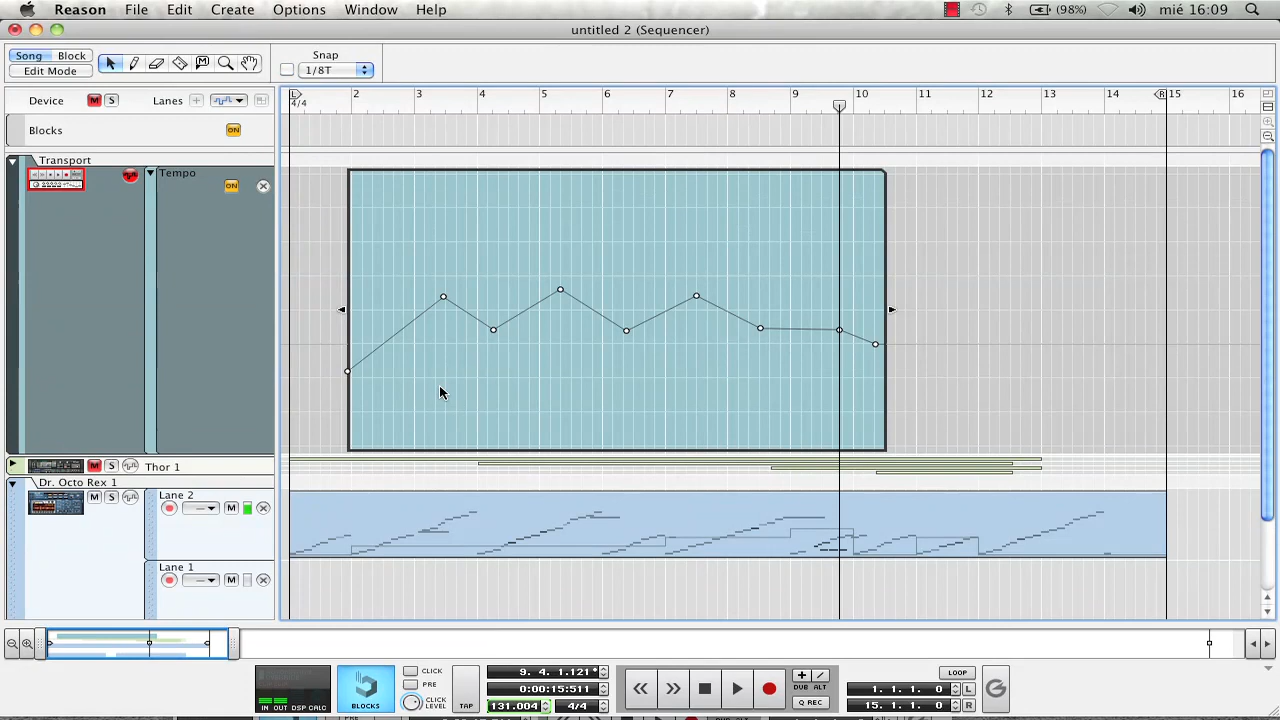 Reason File Edit Create Options Window Help (98%) mié 16:09
untitled 2 (Sequencer)
Song Block
Edit Mode
Snap
1/8T
Device M S Lanes
4/4 2 3 4 5 6 7 8 9 10 11 12 13 14 15 16
L R
Blocks ON
Transport
Tempo
ON
M S Thor 1
Dr. Octo Rex 1
M S Lane 2
M
Lane 1
M
IN OUT DSP CALC
BLOCKS
CLICK
PRE
CLICK LEVEL
TAP
9. 4. 1.121*
0:00:15:511
131.004 4/4
DUB ALT
Q REC
LOOP
1. 1. 1. 0 L
15. 1. 1. 0 R